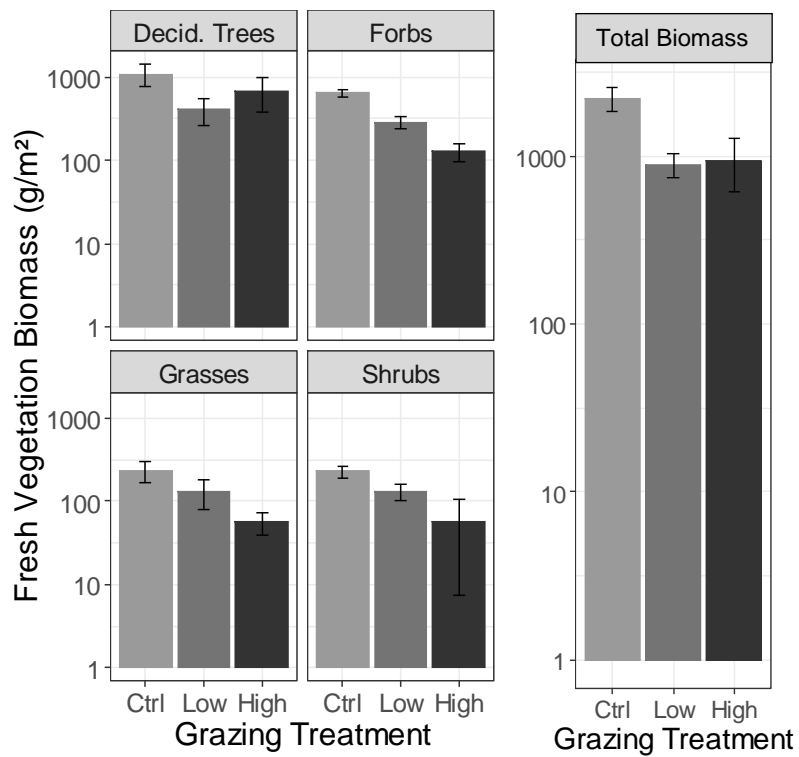 Fresh Vegetation Biomass (g/m²)
Decid. Trees
Forbs
1000
100
10
1
Grasses
Shrubs
1000
100
10
1
Ctrl Low High
Ctrl Low High
Grazing Treatment
Total Biomass
1000
100
10
1
Ctrl Low High
Grazing Treatment